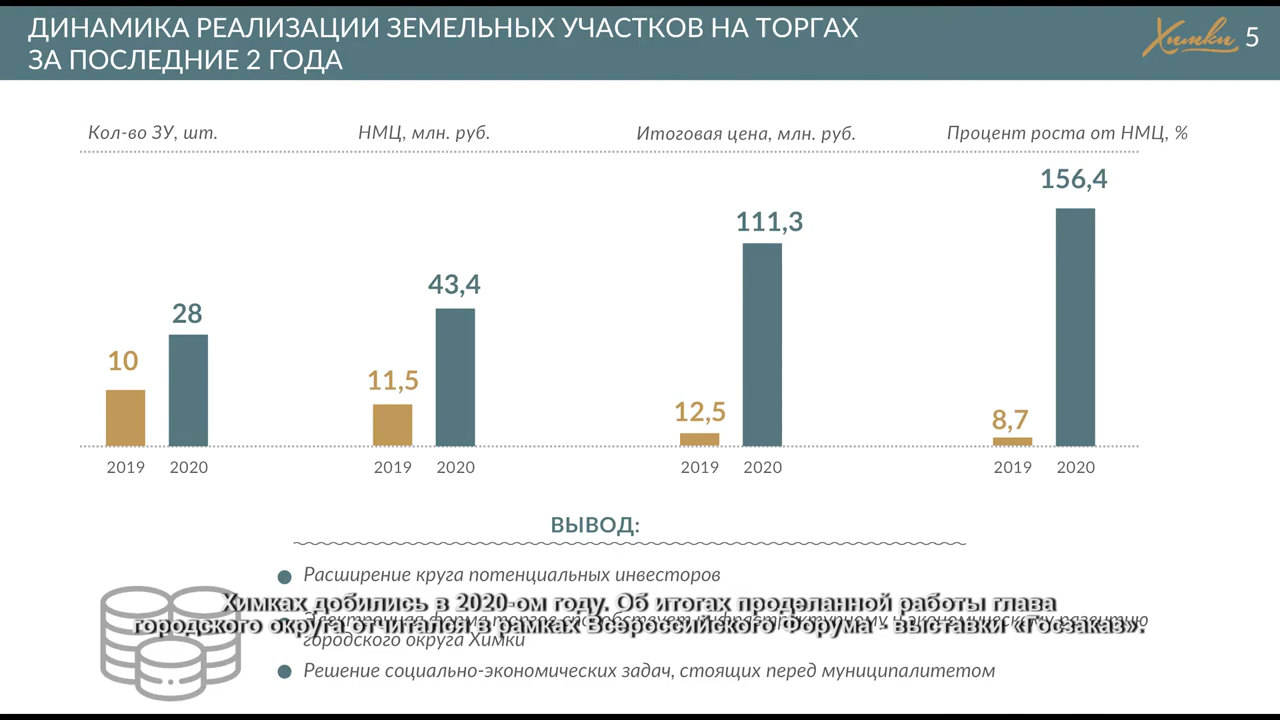 ДИНАМИКА РЕАЛИЗАЦИИ ЗЕМЕЛЬНЫХ УЧАСТКОВ НА ТОРГАХ
ЗА ПОСЛЕДНИЕ 2 ГОДА
Химки 5
Кол-во ЗУ, шт. НМЦ, млн. руб. Итоговая цена, млн. руб. Процент роста от НМЦ, %
10 28 11,5 43,4 12,5 111,3 8,7 156,4
2019 2020 2019 2020 2019 2020 2019 2020
ВЫВОД:
Расширение круга потенциальных инвесторов
Химках добились в 2020-ом году. Об итогах проделанной работы глава
городского округа отчитался в рамках Всероссийского Форума - выставки «Госзаказ».
городского округа Химки
Решение социально-экономических задач, стоящих перед муниципалитетом